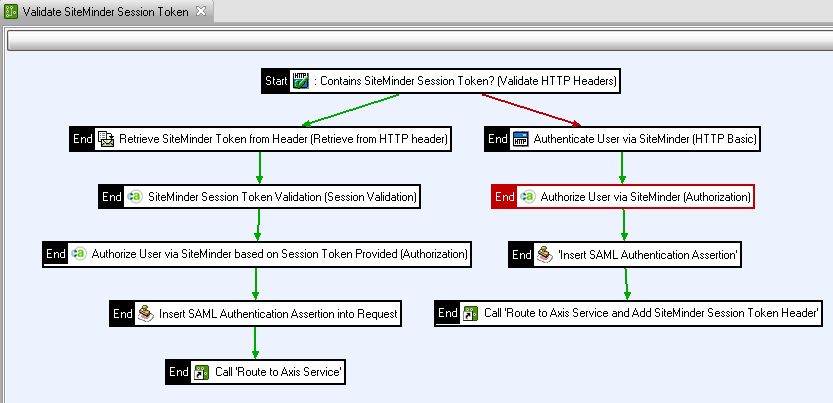 Validate SiteMinder Session Token
Start HTTP : Contains SiteMinder Session Token? (Validate HTTP Headers)
End Retrieve SiteMinder Token from Header (Retrieve from HTTP header)
End HTTP Authenticate User via SiteMinder (HTTP Basic)
End SiteMinder Session Token Validation (Session Validation)
End Authorize User via SiteMinder (Authorization)
End Authorize User via SiteMinder based on Session Token Provided (Authorization)
End 'Insert SAML Authentication Assertion'
End Insert SAML Authentication Assertion into Request
End Call 'Route to Axis Service and Add SiteMinder Session Token Header'
End Call 'Route to Axis Service'